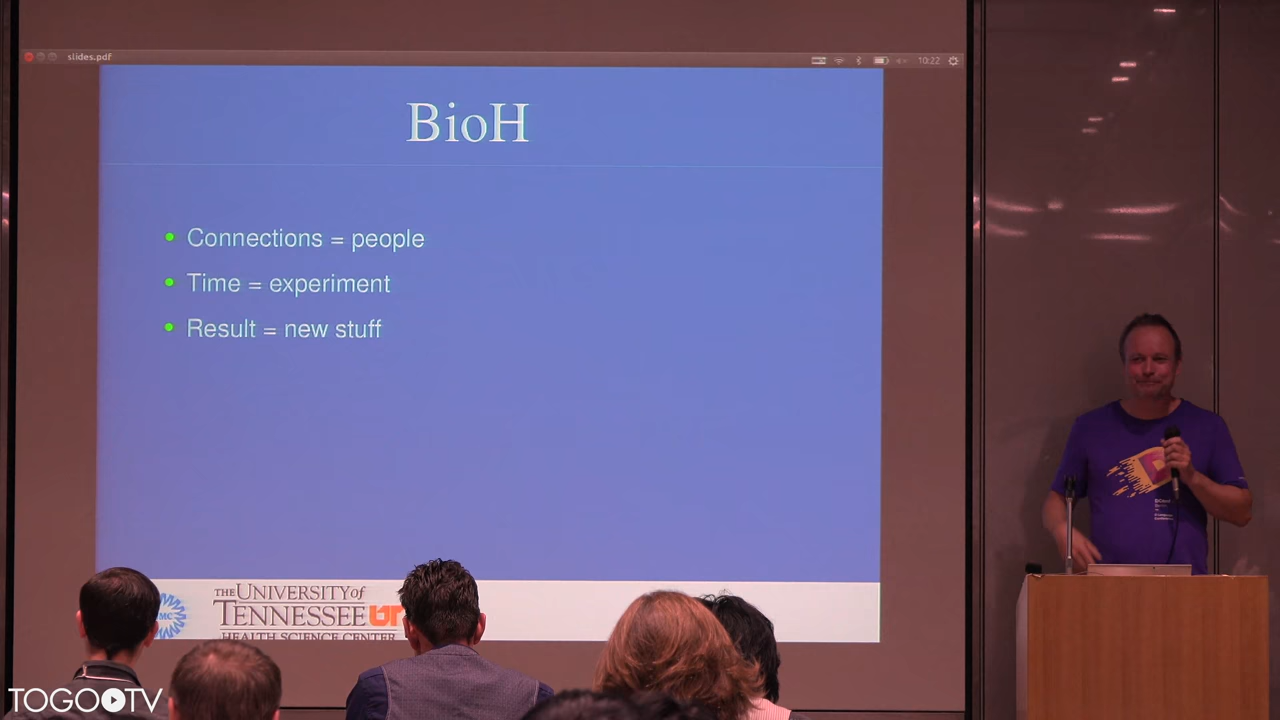 slides.pdf
10:22
BioH
Connections = people
Time = experiment
Result = new stuff
THE UNIVERSITY of
TENNESSEE UT
HEALTH SCIENCE CENTER
TOGO TV